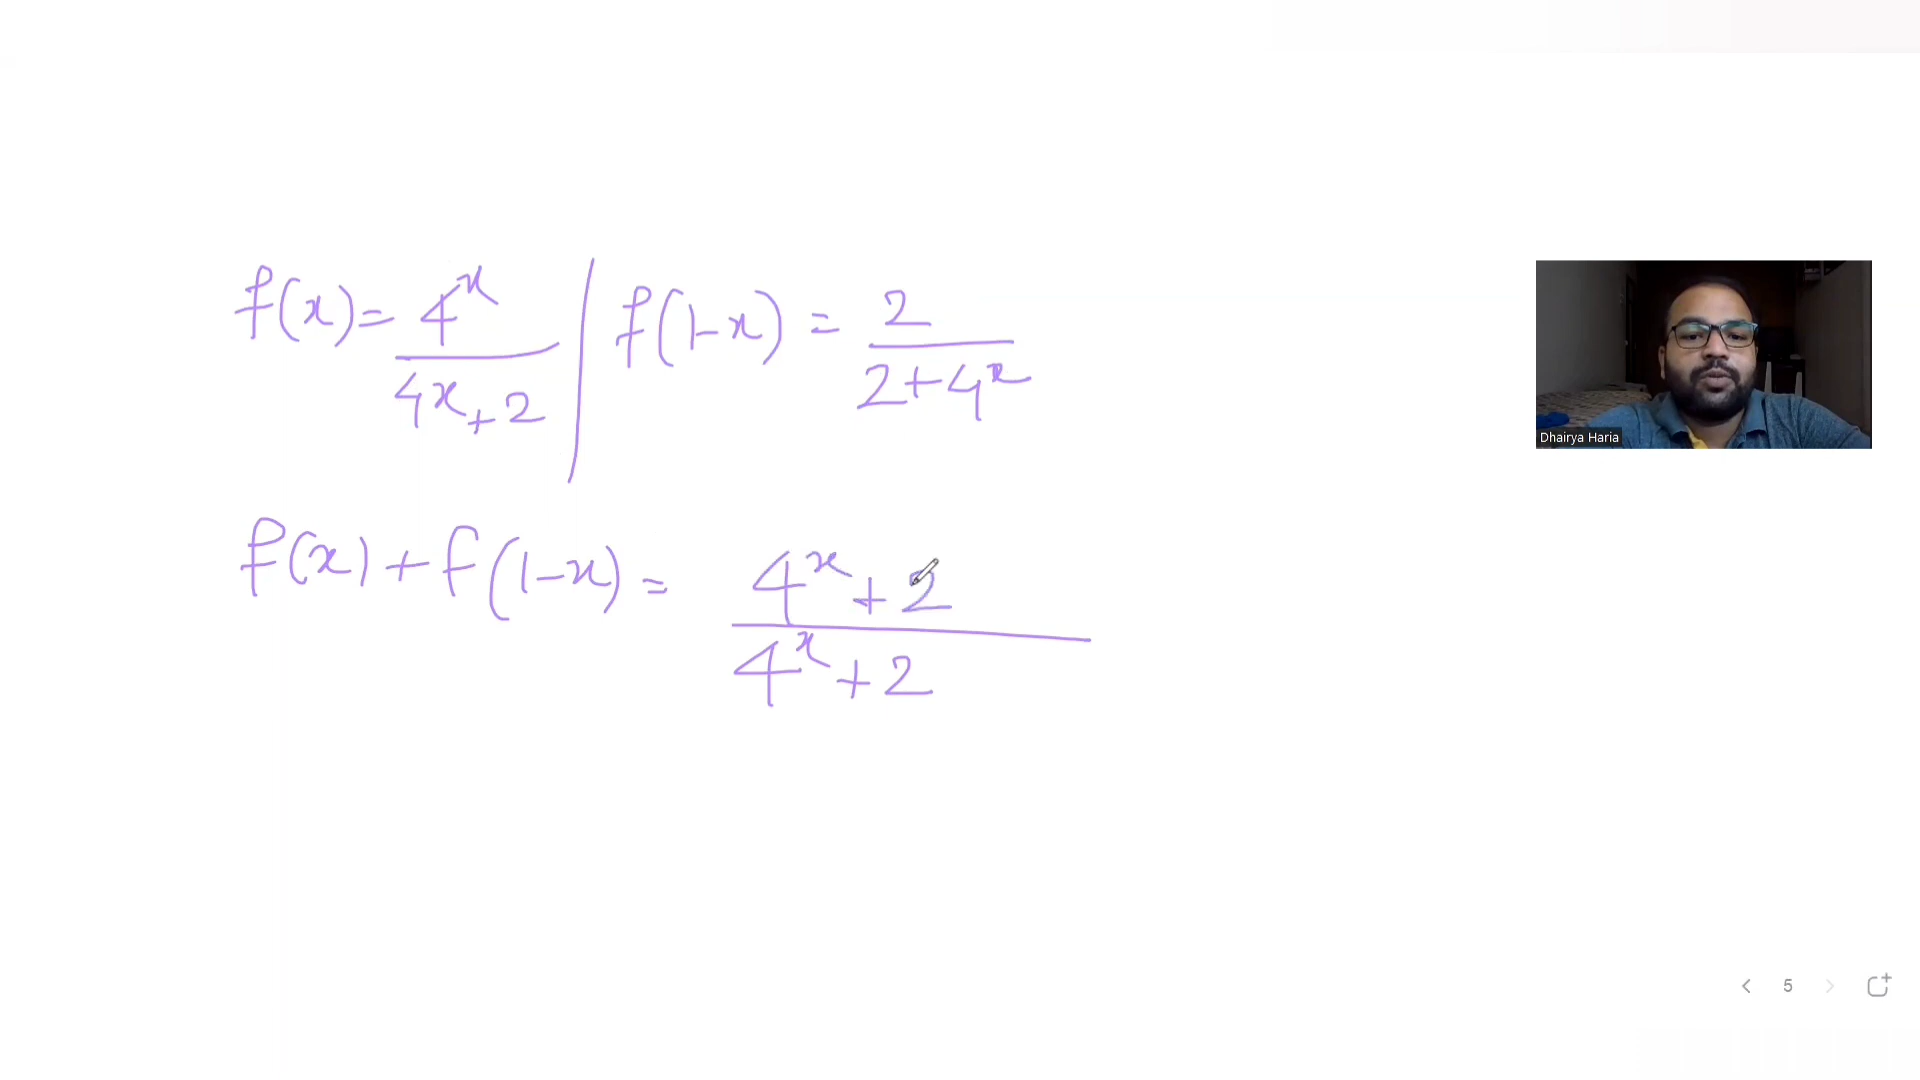 f(x) = 4^x / 4x+2 | f(1-x) = 2 / 2+4^x
f(x) + f(1-x) = 4^x+2 / 4^x+2
Dhairya Haria
< 5 >